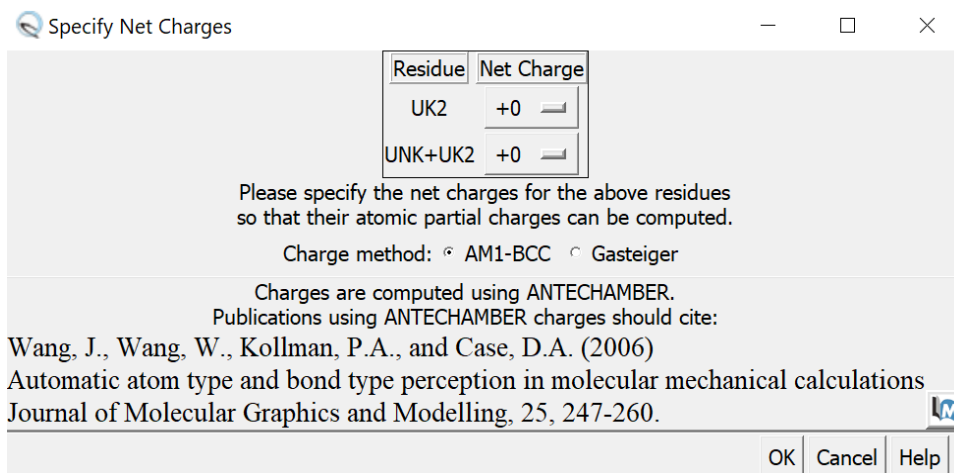 Specify Net Charges
Residue Net Charge
UK2 +0
UNK+UK2 +0
Please specify the net charges for the above residues
so that their atomic partial charges can be computed.
Charge method: AM1-BCC Gasteiger
Charges are computed using ANTECHAMBER.
Publications using ANTECHAMBER charges should cite:
Wang, J., Wang, W., Kollman, P.A., and Case, D.A. (2006)
Automatic atom type and bond type perception in molecular mechanical calculations
Journal of Molecular Graphics and Modelling, 25, 247-260.
OK Cancel Help